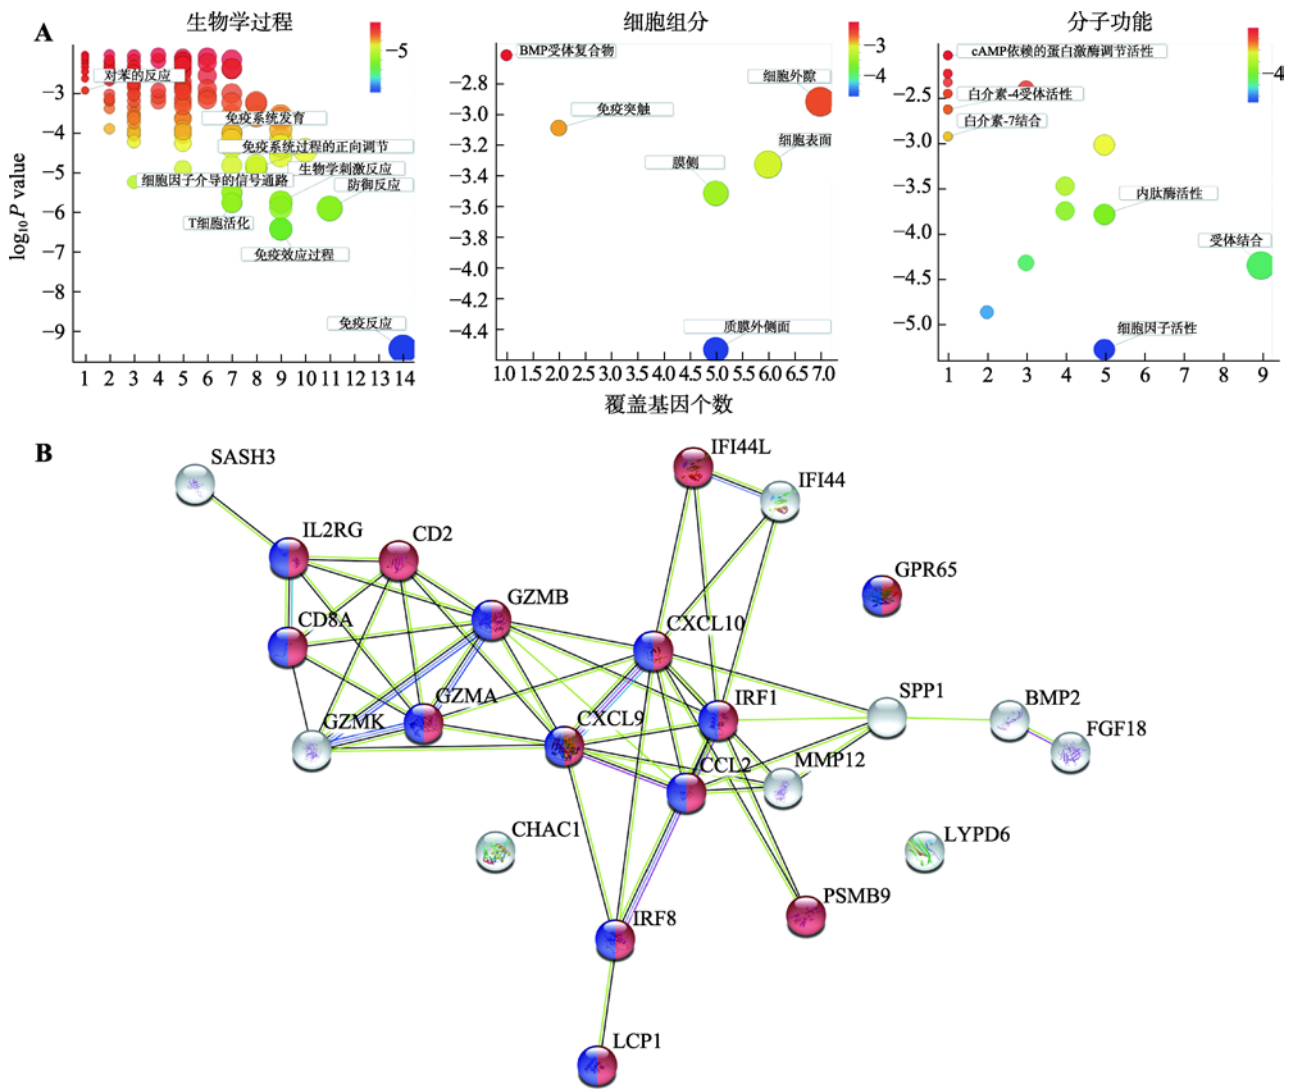 A
生物学过程
细胞组分
分子功能
log10 P value
−3
−4
−5
−6
−7
−8
−9
−5
对苯的反应
免疫系统发育
免疫系统过程的正向调节
细胞因子介导的信号通路
生物学刺激反应
防御反应
T细胞活化
免疫效应过程
免疫反应
1 2 3 4 5 6 7 8 9 10 11 12 13 14
−2.8
−3.0
−3.2
−3.4
−3.6
−3.8
−4.0
−4.2
−4.4
−3
−4
BMP受体复合物
细胞外隙
免疫突触
细胞表面
膜侧
质膜外侧面
1.0 1.5 2.0 2.5 3.0 3.5 4.0 4.5 5.0 5.5 6.0 6.5 7.0
−2.5
−3.0
−3.5
−4.0
−4.5
−5.0
−4
cAMP依赖的蛋白激酶调节活性
白介素-4受体活性
白介素-7结合
内肽酶活性
受体结合
细胞因子活性
1 2 3 4 5 6 7 8 9
覆盖基因个数
B
SASH3
IFI44L
IFI44
IL2RG
CD2
GPR65
GZMB
CD8A
CXCL10
GZMA
IRF1
SPP1
BMP2
GZMK
CXCL9
FGF18
CCL2
MMP12
CHAC1
LYPD6
PSMB9
IRF8
LCP1